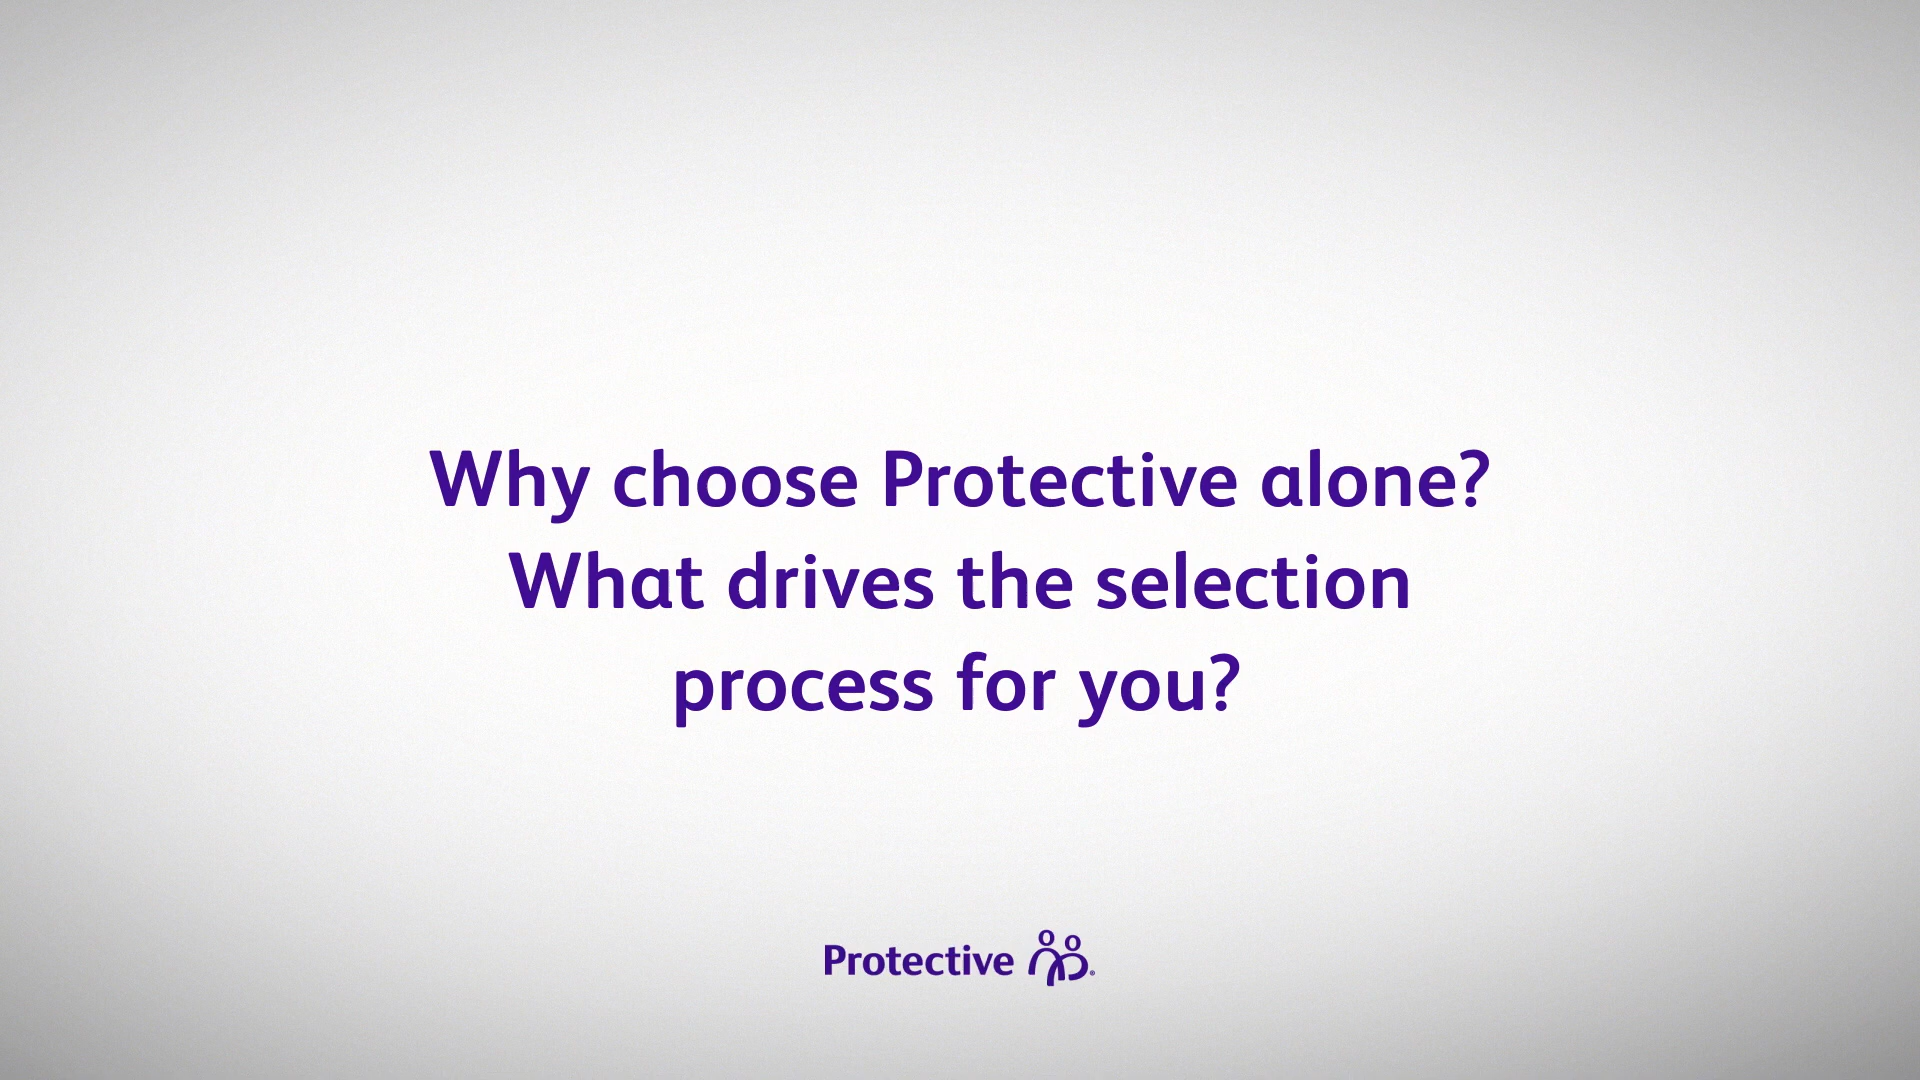 Why choose Protective alone?
What drives the selection
process for you?
Protective